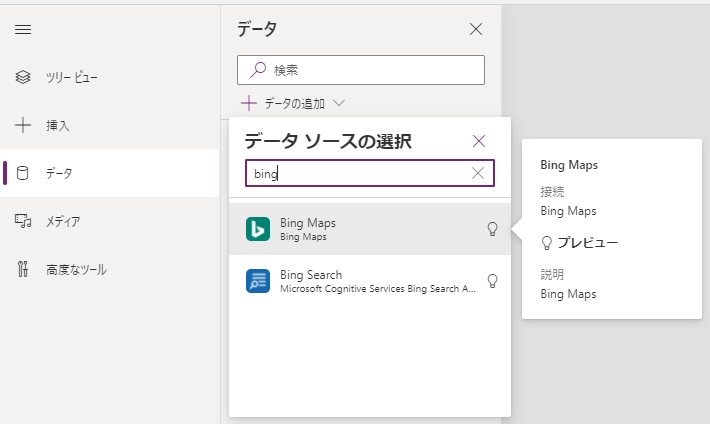 ツリー ビュー
挿入
データ
メディア
高度なツール
データ
検索
データの追加
データ ソースの選択
bing
Bing Maps
Bing Maps
Bing Search
Microsoft Cognitive Services Bing Search A...
Bing Maps
接続
Bing Maps
プレビュー
説明
Bing Maps